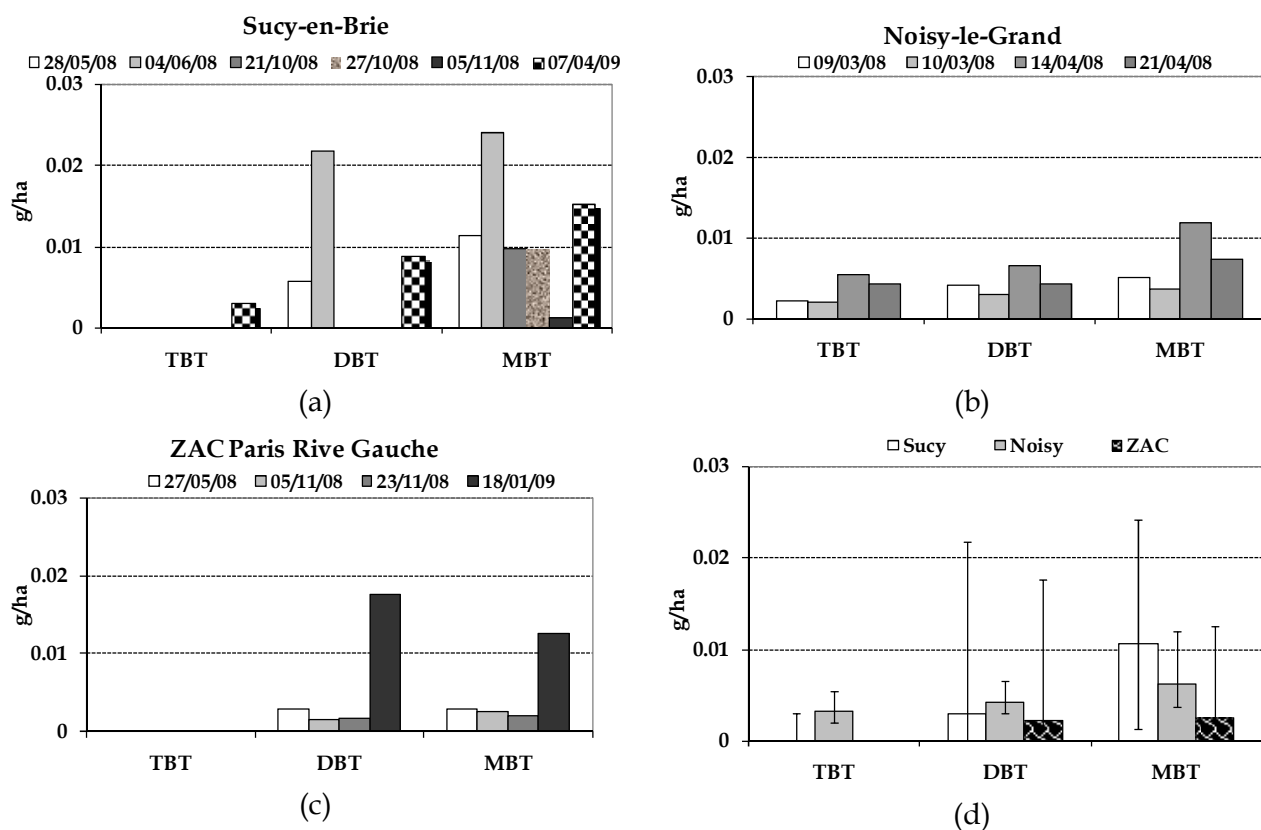 Sucy-en-Brie
28/05/08 04/06/08 21/10/08 27/10/08 05/11/08 07/04/09
0.03
0.02
0.01
0
g/ha
TBT DBT MBT
(a)
Noisy-le-Grand
09/03/08 10/03/08 14/04/08 21/04/08
0.03
0.02
0.01
0
g/ha
TBT DBT MBT
(b)
ZAC Paris Rive Gauche
27/05/08 05/11/08 23/11/08 18/01/09
0.03
0.02
0.01
0
g/ha
TBT DBT MBT
(c)
Sucy Noisy ZAC
0.03
0.02
0.01
0
g/ha
TBT DBT MBT
(d)